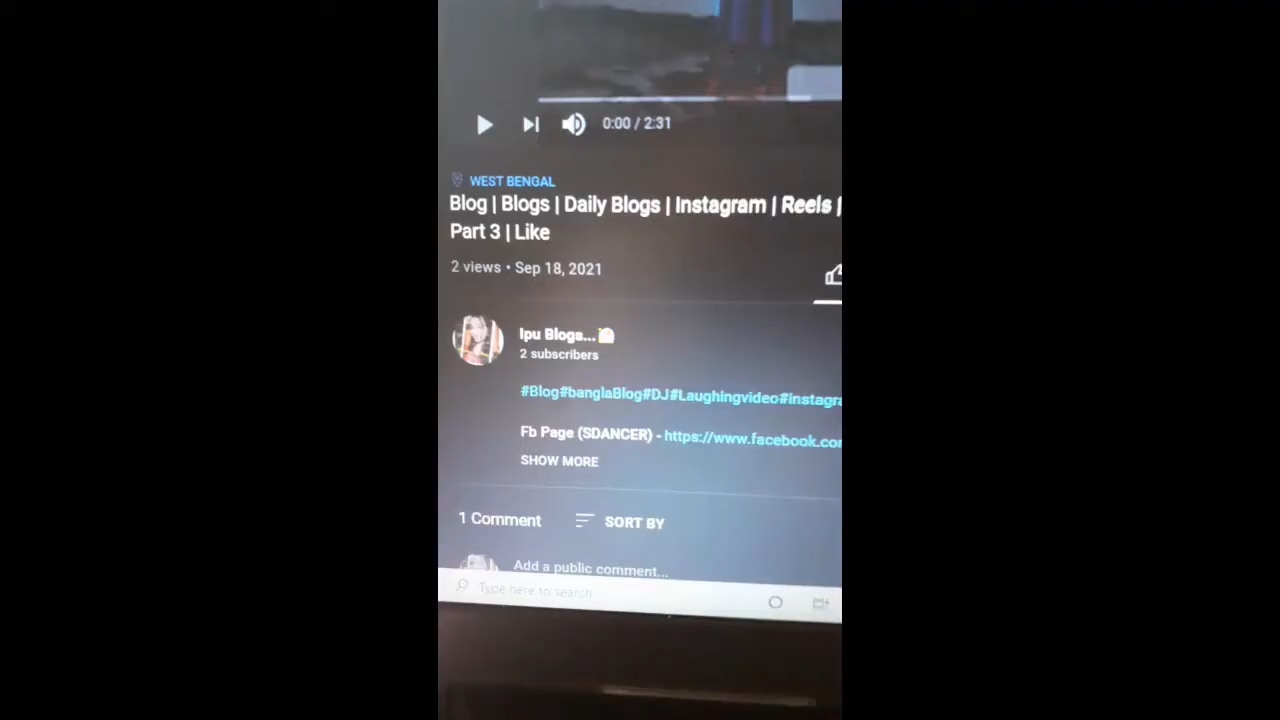 0:00 / 2:31
WEST BENGAL
Blog | Blogs | Daily Blogs | Instagram | Reels |
Part 3 | Like
2 views • Sep 18, 2021
Ipu Blogs...
2 subscribers
#Blog#banglaBlog#DJ#Laughingvideo#instagra
Fb Page (SDANCER) - https://www.facebook.com
SHOW MORE
1 Comment SORT BY
Add a public comment...
Type here to search